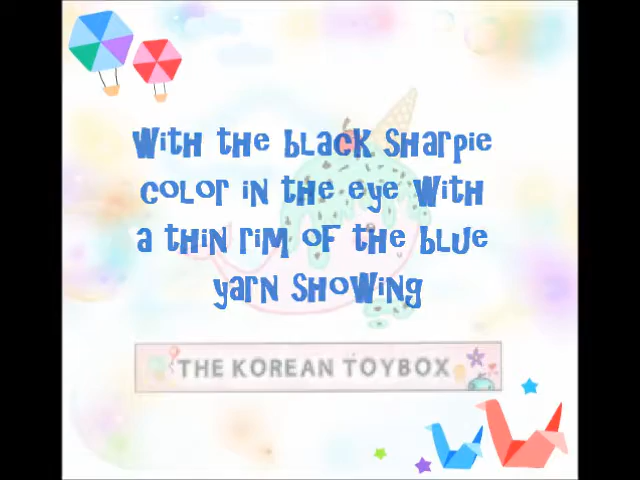 With the black Sharpie
color in the eye with
a thin rim of the blue
yarn showing
THE KOREAN TOYBOX